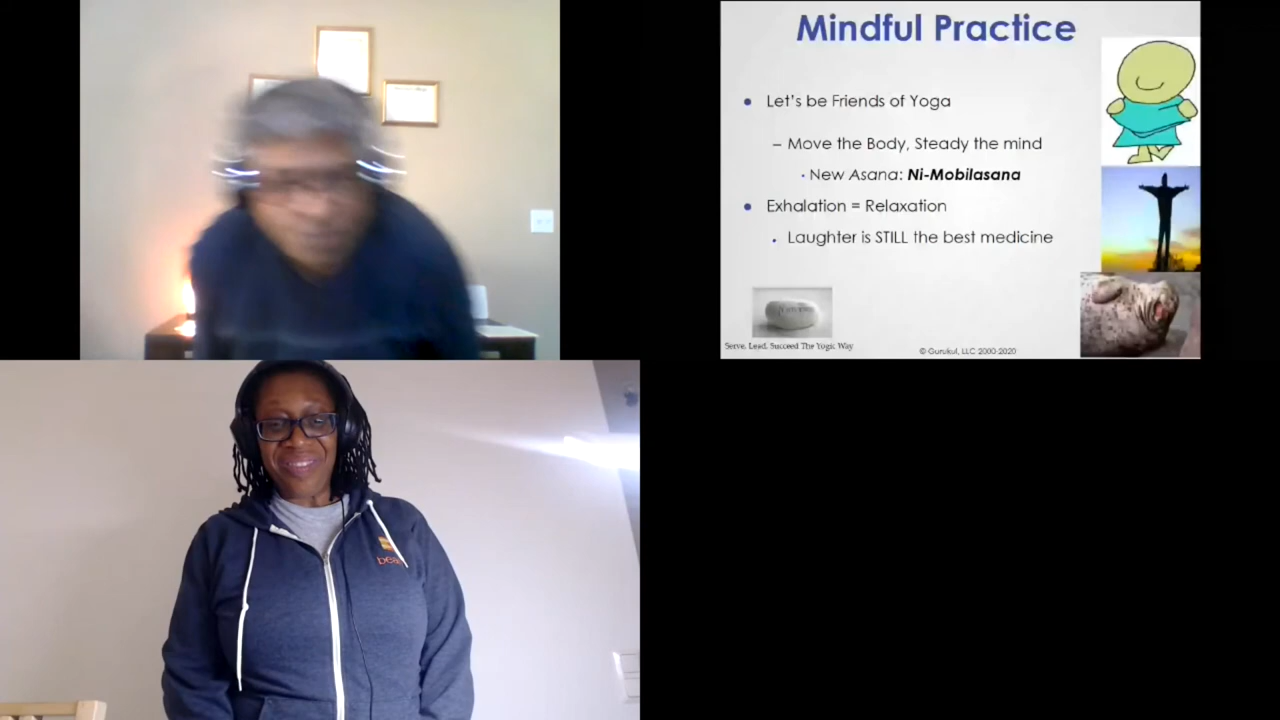 Mindful Practice
• Let's be Friends of Yoga
– Move the Body, Steady the mind
• New Asana: Ni-Mobilasana
• Exhalation = Relaxation
• Laughter is STILL the best medicine
Serve. Lead. Succeed The Yogic Way
© Gurukul, LLC 2000-2020